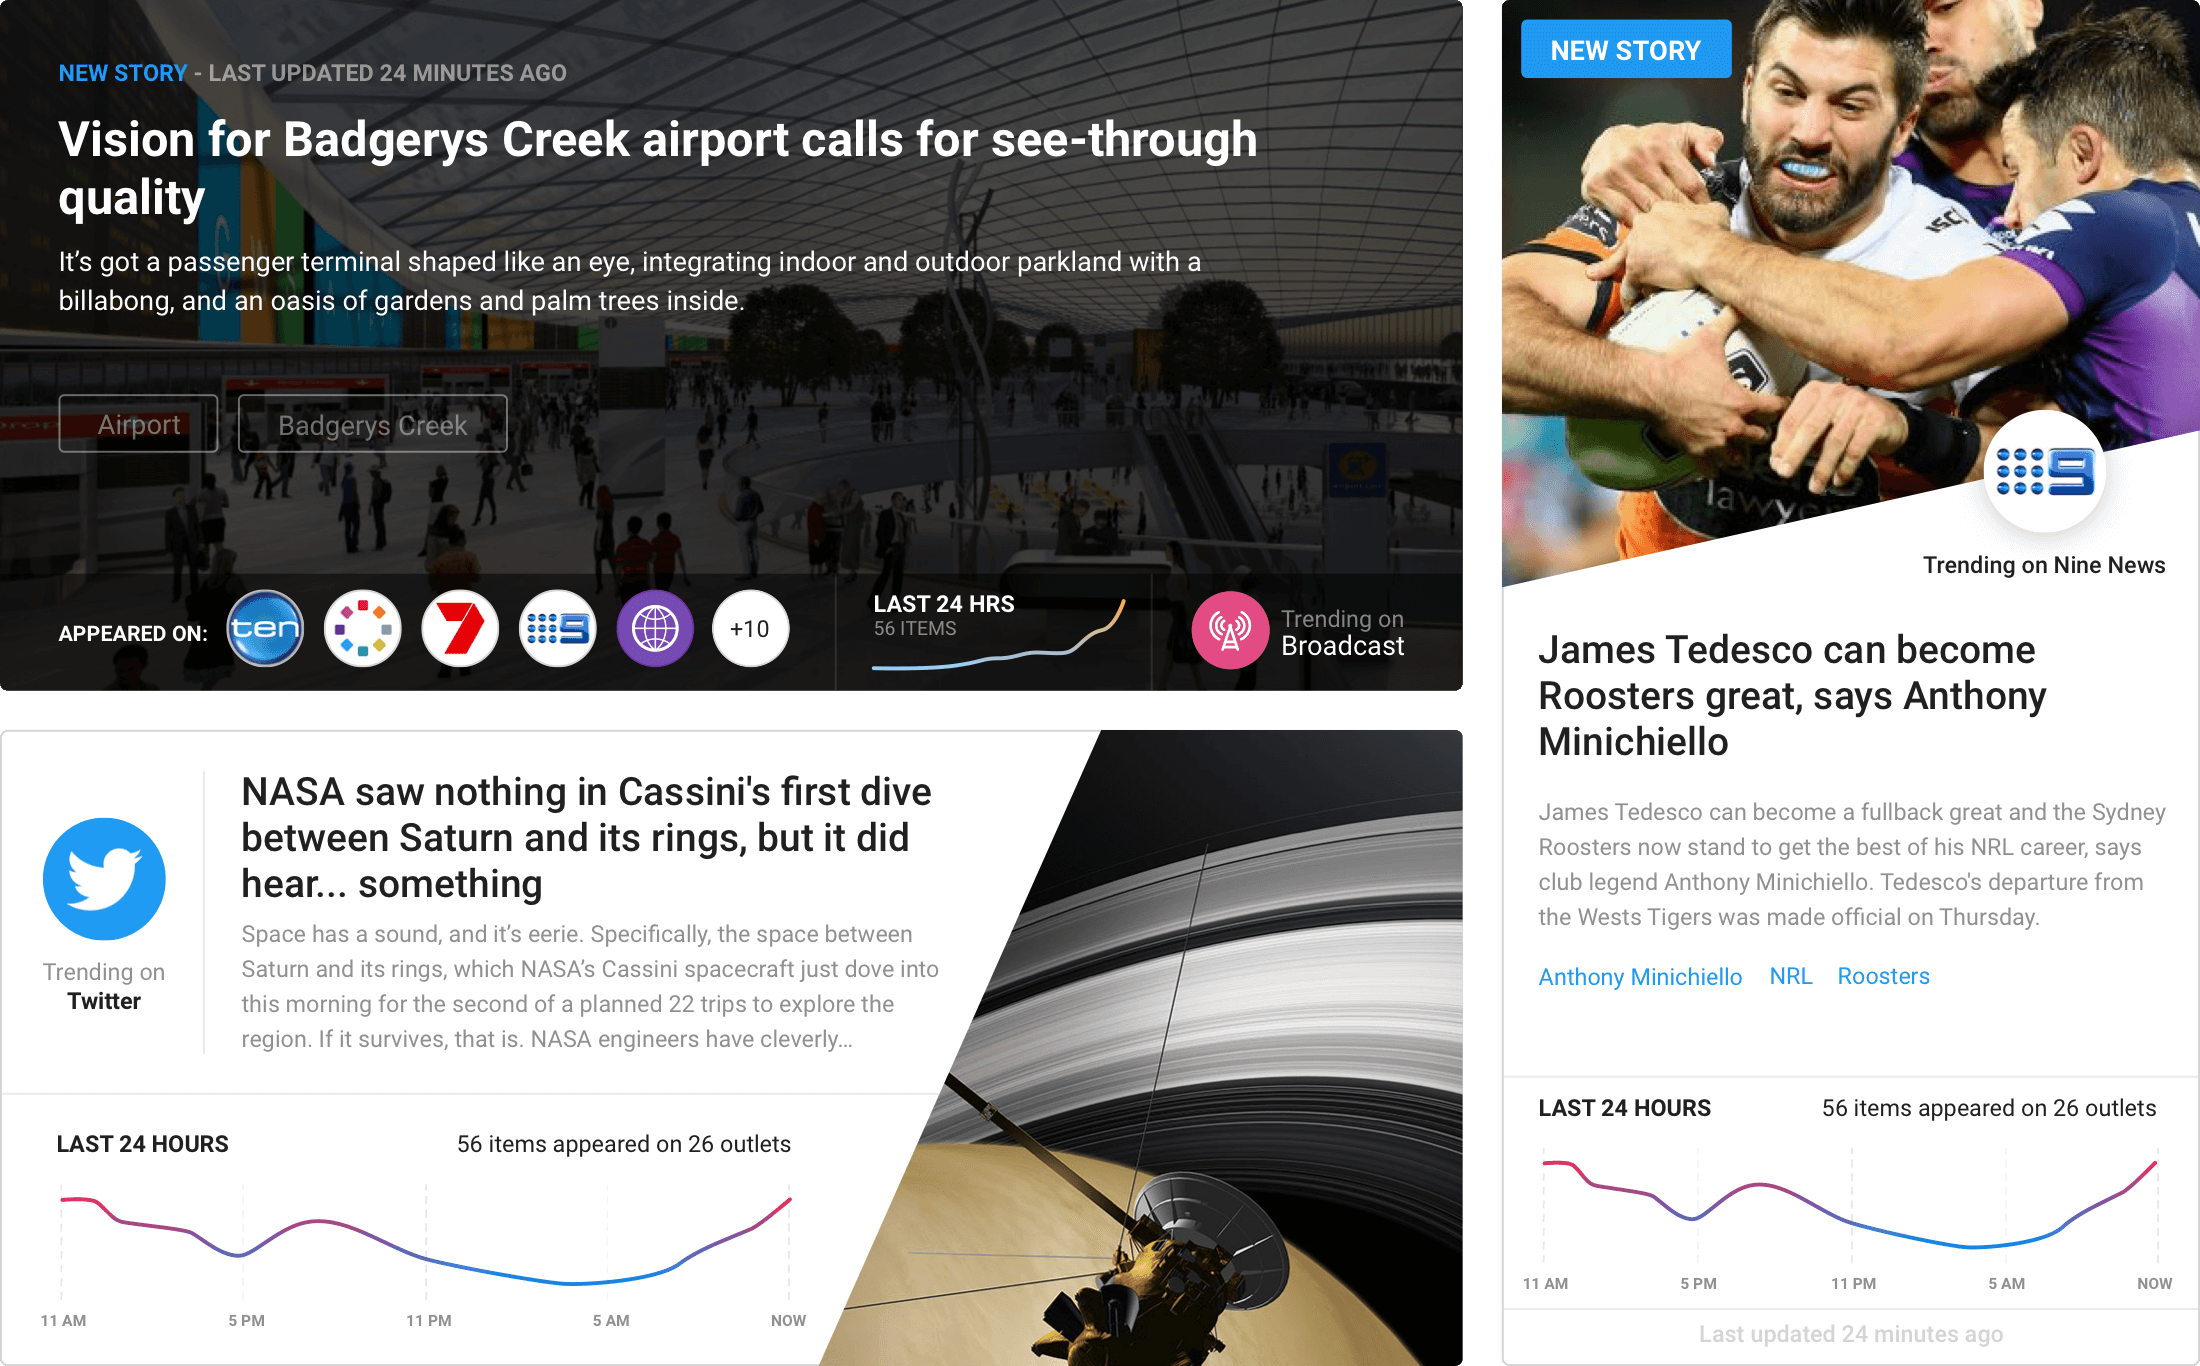 NEW STORY - LAST UPDATED 24 MINUTES AGO
Vision for Badgerys Creek airport calls for see-through
quality
It’s got a passenger terminal shaped like an eye, integrating indoor and outdoor parkland with a
billabong, and an oasis of gardens and palm trees inside.
Airport
Badgerys Creek
APPEARED ON:
ten
7
9
+10
LAST 24 HRS
56 ITEMS
Trending on
Broadcast
Trending on
Twitter
NASA saw nothing in Cassini's first dive
between Saturn and its rings, but it did
hear... something
Space has a sound, and it’s eerie. Specifically, the space between
Saturn and its rings, which NASA’s Cassini spacecraft just dove into
this morning for the second of a planned 22 trips to explore the
region. If it survives, that is. NASA engineers have cleverly...
LAST 24 HOURS
56 items appeared on 26 outlets
11 AM
5 PM
11 PM
5 AM
NOW
NEW STORY
ISC
lawye
9
Trending on Nine News
James Tedesco can become
Roosters great, says Anthony
Minichiello
James Tedesco can become a fullback great and the Sydney
Roosters now stand to get the best of his NRL career, says
club legend Anthony Minichiello. Tedesco's departure from
the Wests Tigers was made official on Thursday.
Anthony Minichiello
NRL
Roosters
LAST 24 HOURS
56 items appeared on 26 outlets
11 AM
5 PM
11 PM
5 AM
NOW
Last updated 24 minutes ago